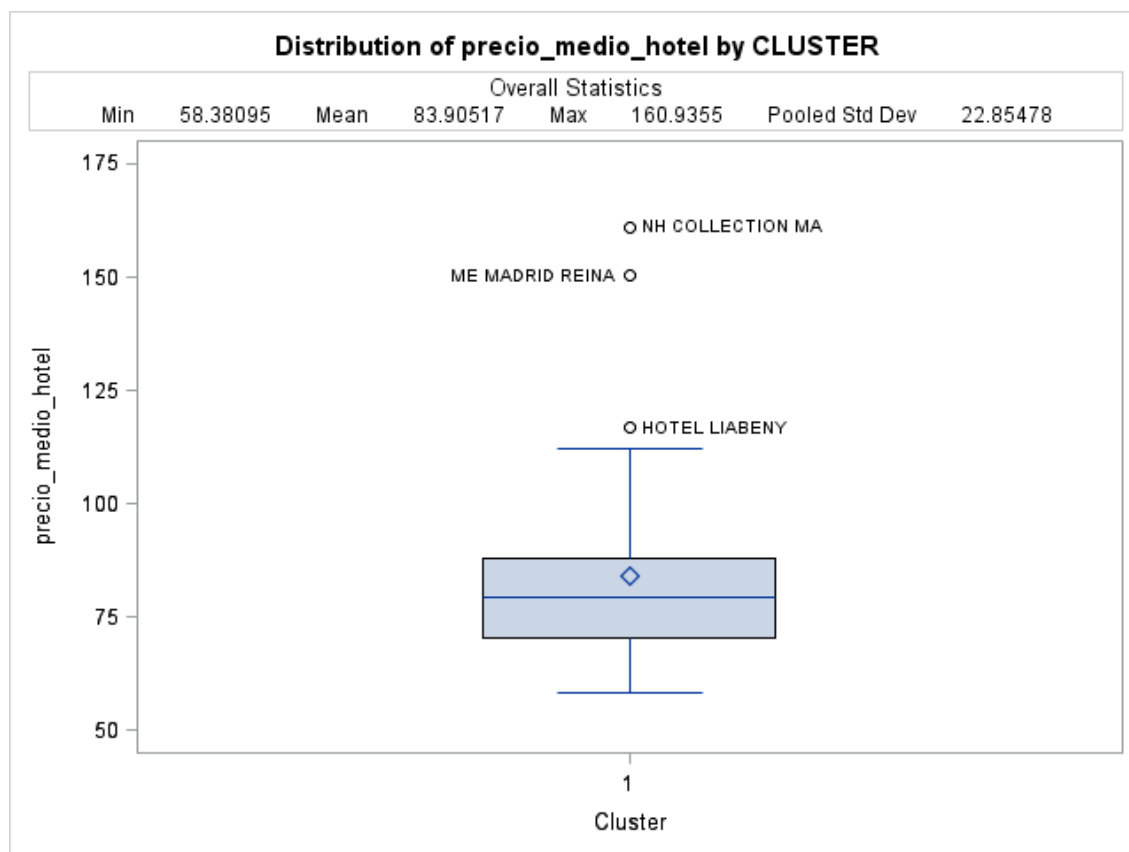 Distribution of precio_medio_hotel by CLUSTER
Overall Statistics
Min 58.38095 Mean 83.90517 Max 160.9355 Pooled Std Dev 22.85478
175
NH COLLECTION MA
150
ME MADRID REINA
125
HOTEL LIABENY
100
75
50
precio_medio_hotel
1
Cluster